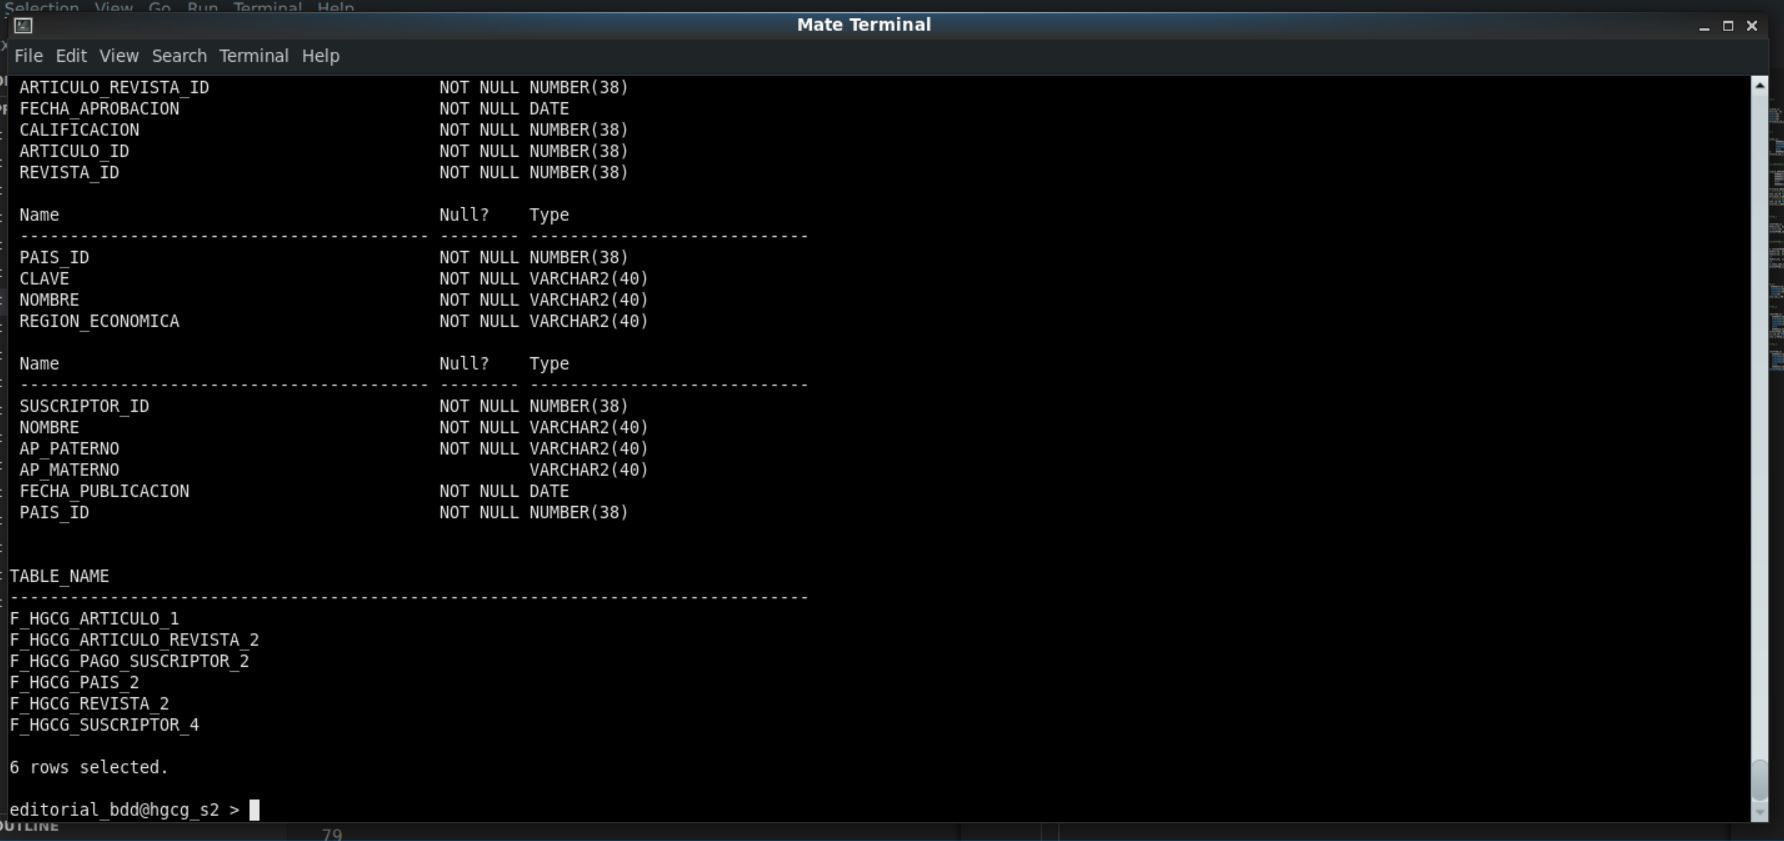 Selection View Go Run Terminal Help
Mate Terminal
File Edit View Search Terminal Help
ARTICULO_REVISTA_ID NOT NULL NUMBER(38)
FECHA_APROBACION NOT NULL DATE
CALIFICACION NOT NULL NUMBER(38)
ARTICULO_ID NOT NULL NUMBER(38)
REVISTA_ID NOT NULL NUMBER(38)
Name Null? Type
----------------------------------------- -------- ----------------------------
PAIS_ID NOT NULL NUMBER(38)
CLAVE NOT NULL VARCHAR2(40)
NOMBRE NOT NULL VARCHAR2(40)
REGION_ECONOMICA NOT NULL VARCHAR2(40)
Name Null? Type
----------------------------------------- -------- ----------------------------
SUSCRIPTOR_ID NOT NULL NUMBER(38)
NOMBRE NOT NULL VARCHAR2(40)
AP_PATERNO NOT NULL VARCHAR2(40)
AP_MATERNO VARCHAR2(40)
FECHA_PUBLICACION NOT NULL DATE
PAIS_ID NOT NULL NUMBER(38)
TABLE_NAME
--------------------------------------------------------------------------------
F_HGCG_ARTICULO_1
F_HGCG_ARTICULO_REVISTA_2
F_HGCG_PAGO_SUSCRIPTOR_2
F_HGCG_PAIS_2
F_HGCG_REVISTA_2
F_HGCG_SUSCRIPTOR_4
6 rows selected.
editorial_bdd@hgcg_s2 >
OUTLINE
79